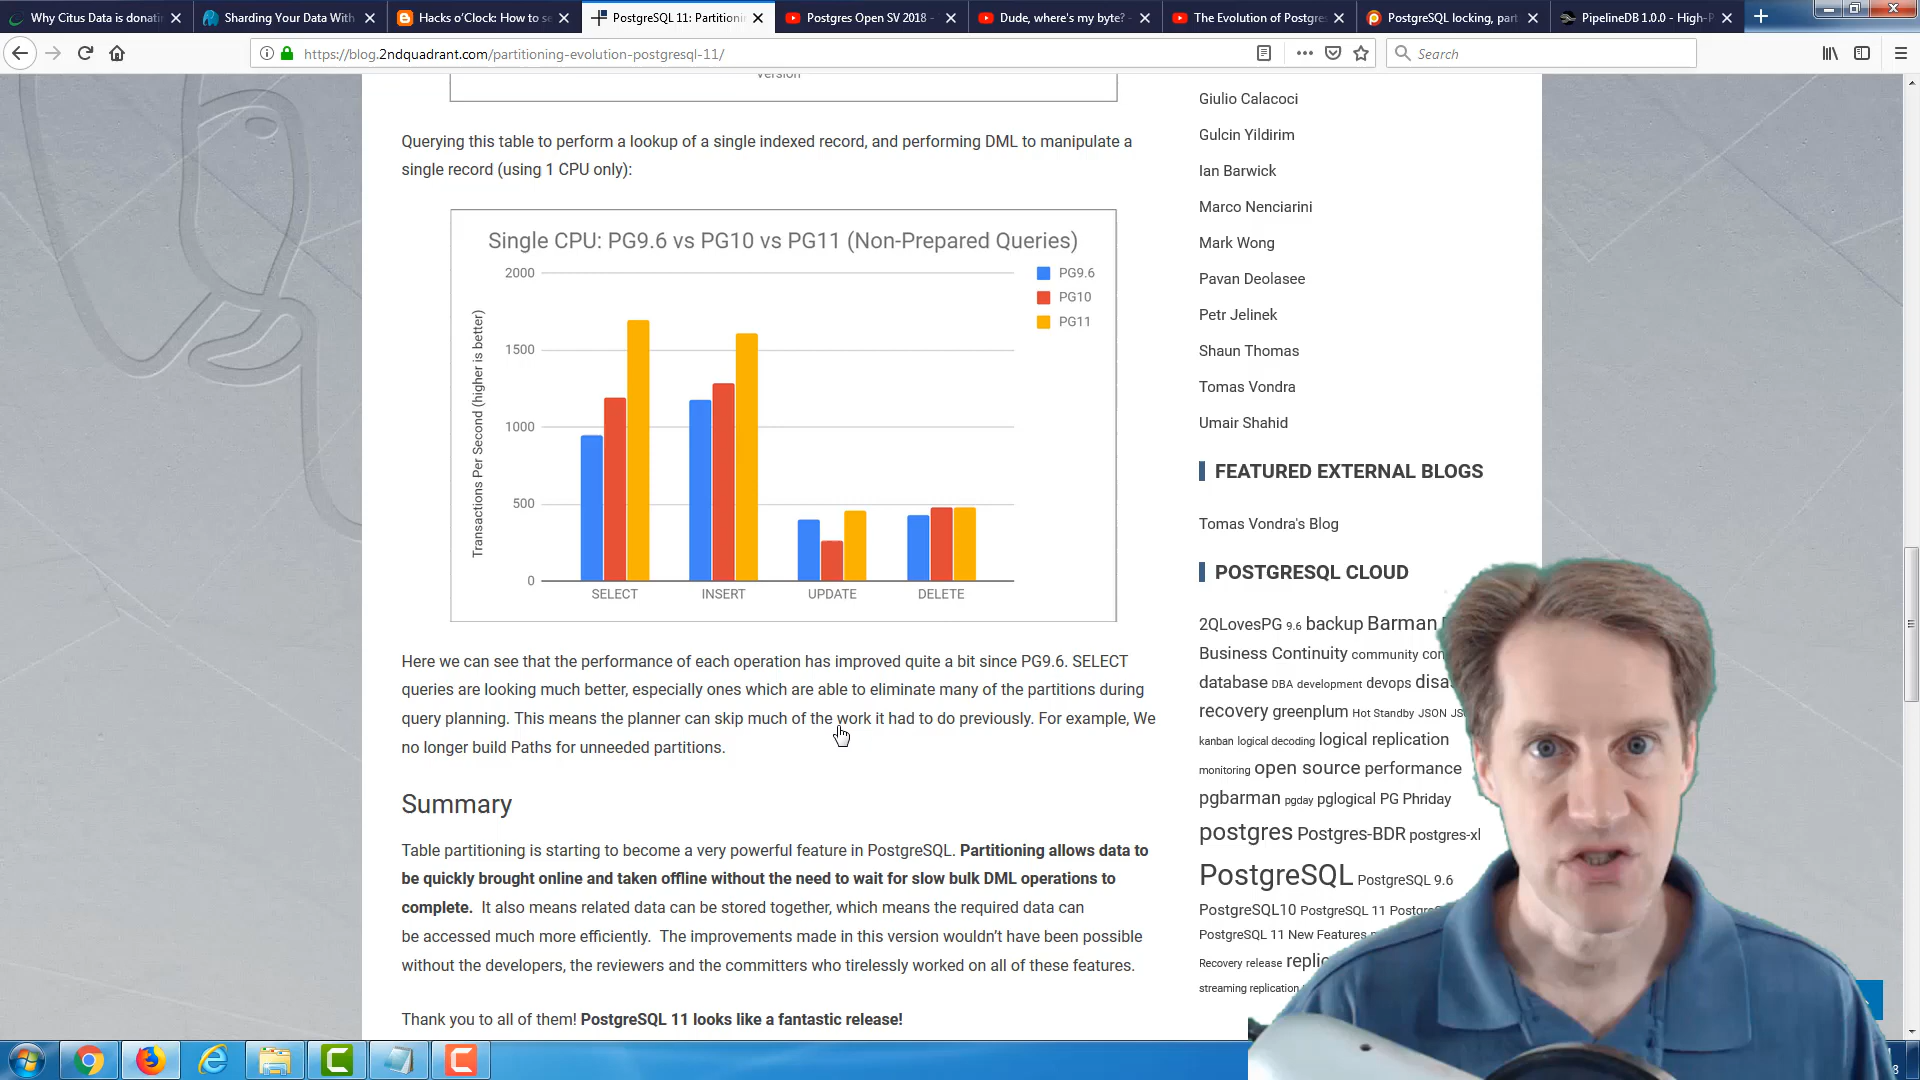 Why Citus Data is donati
Sharding Your Data With
Hacks o'Clock: How to se
PostgreSQL 11: Partitionin
Postgres Open SV 2018 -
Dude, where's my byte? -
The Evolution of Postgres
PostgreSQL locking, part
PipelineDB 1.0.0 - High-P
https://blog.2ndquadrant.com/partitioning-evolution-postgresql-11/
Search
version
Querying this table to perform a lookup of a single indexed record, and performing DML to manipulate a
single record (using 1 CPU only):
Single CPU: PG9.6 vs PG10 vs PG11 (Non-Prepared Queries)
Transactions Per Second (higher is better)
2000
1500
1000
500
0
PG9.6
PG10
PG11
SELECT
INSERT
UPDATE
DELETE
Here we can see that the performance of each operation has improved quite a bit since PG9.6. SELECT
queries are looking much better, especially ones which are able to eliminate many of the partitions during
query planning. This means the planner can skip much of the work it had to do previously. For example, We
no longer build Paths for unneeded partitions.
Summary
Table partitioning is starting to become a very powerful feature in PostgreSQL. Partitioning allows data to
be quickly brought online and taken offline without the need to wait for slow bulk DML operations to
complete. It also means related data can be stored together, which means the required data can
be accessed much more efficiently. The improvements made in this version wouldn't have been possible
without the developers, the reviewers and the committers who tirelessly worked on all of these features.
Thank you to all of them! PostgreSQL 11 looks like a fantastic release!
Giulio Calacoci
Gulcin Yildirim
Ian Barwick
Marco Nenciarini
Mark Wong
Pavan Deolasee
Petr Jelinek
Shaun Thomas
Tomas Vondra
Umair Shahid
FEATURED EXTERNAL BLOGS
Tomas Vondra's Blog
POSTGRESQL CLOUD
2QLovesPG 9.6 backup Barman
Business Continuity community con
database DBA development devops disas
recovery greenplum Hot Standby JSON JS
kanban logical decoding logical replication
monitoring open source performance
pgbarman pgday pglogical PG Phriday
postgres Postgres-BDR postgres-xl
PostgreSQL PostgreSQL 9.6
PostgreSQL10 PostgreSQL 11 Postgre
PostgreSQL 11 New Features
Recovery release replic
streaming replication